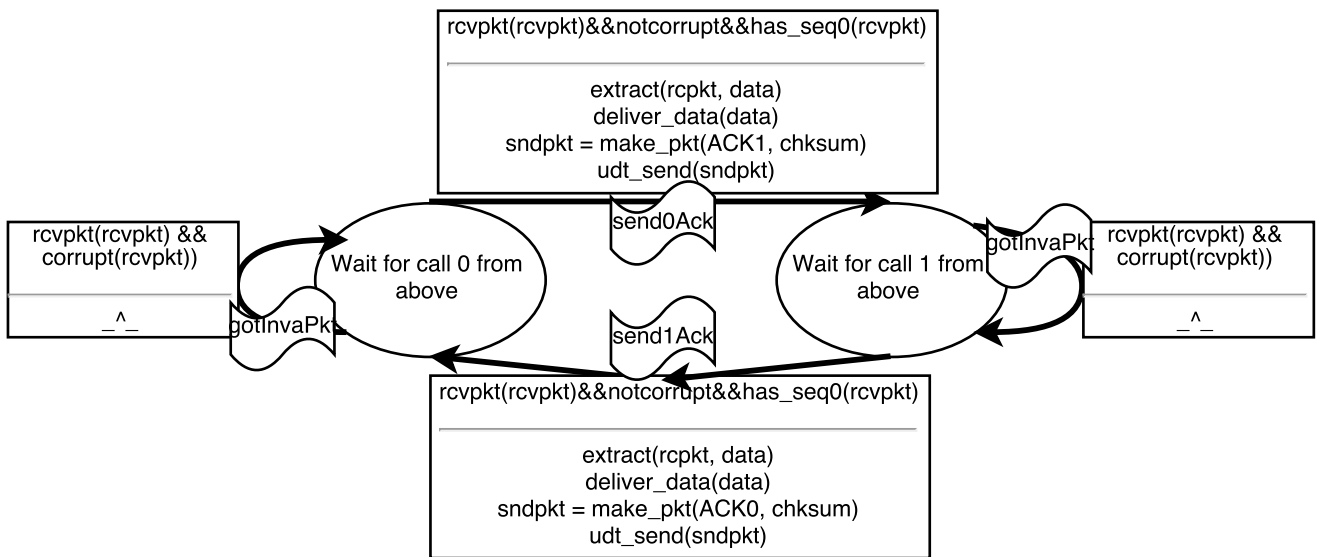 rcvpkt(rcvpkt)&&notcorrupt&&has_seq0(rcvpkt)
extract(rcpkt, data)
deliver_data(data)
sndpkt = make_pkt(ACK1, chksum)
udt_send(sndpkt)
send0Ack
rcvpkt(rcvpkt) &&
corrupt(rcvpkt))
_^_
gotInvaPkt
Wait for call 0 from
above
Wait for call 1 from
above
gotInvaPkt
rcvpkt(rcvpkt) &&
corrupt(rcvpkt))
_^_
send1Ack
rcvpkt(rcvpkt)&&notcorrupt&&has_seq0(rcvpkt)
extract(rcpkt, data)
deliver_data(data)
sndpkt = make_pkt(ACK0, chksum)
udt_send(sndpkt)